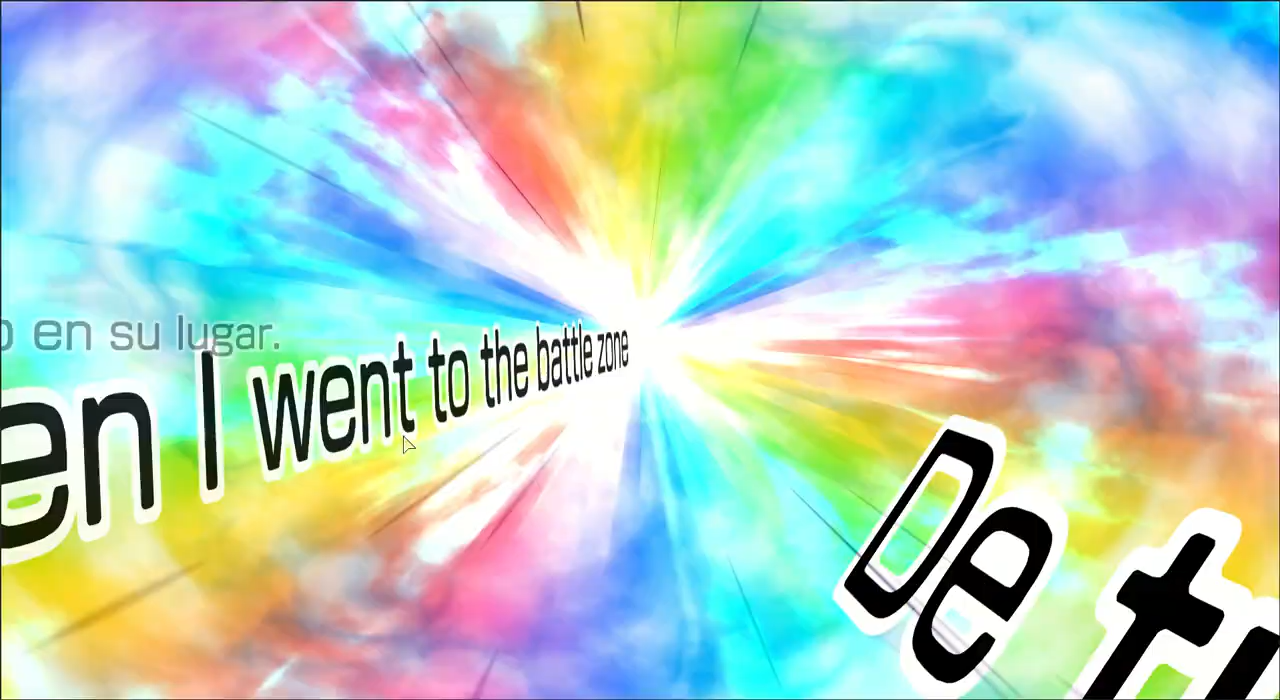 en su lugar.
en I went to the battle zone
De t